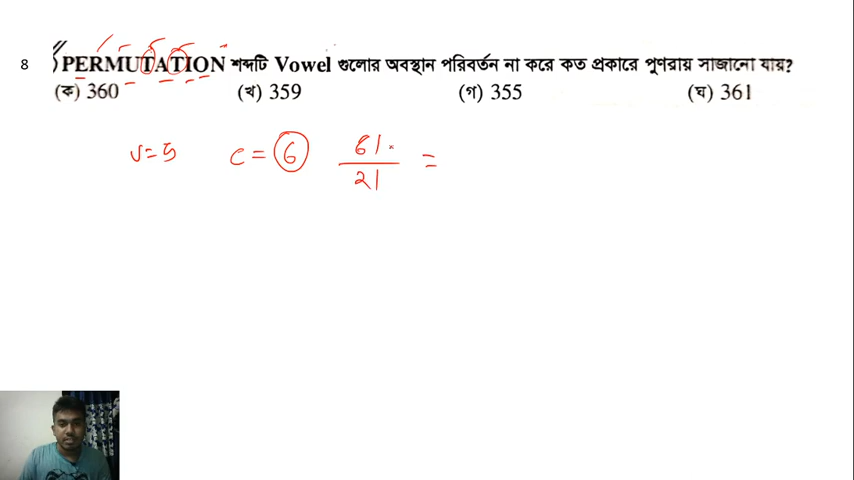 8 PERMUTATION শব্দটি Vowel গুলোর অবস্থান পরিবর্তন না করে কত প্রকারে পুণরায় সাজানো যায়?
(ক) 360 (খ) 359 (গ) 355 (ঘ) 361
v=5 c=6 6!/2! =